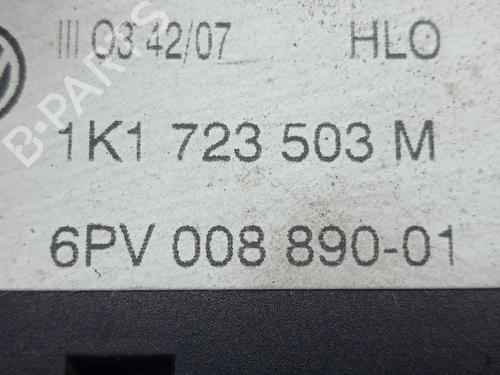 III 03 42/07 HLO
1K1 723 503 M
6PV 008 890-01
B-PARTS